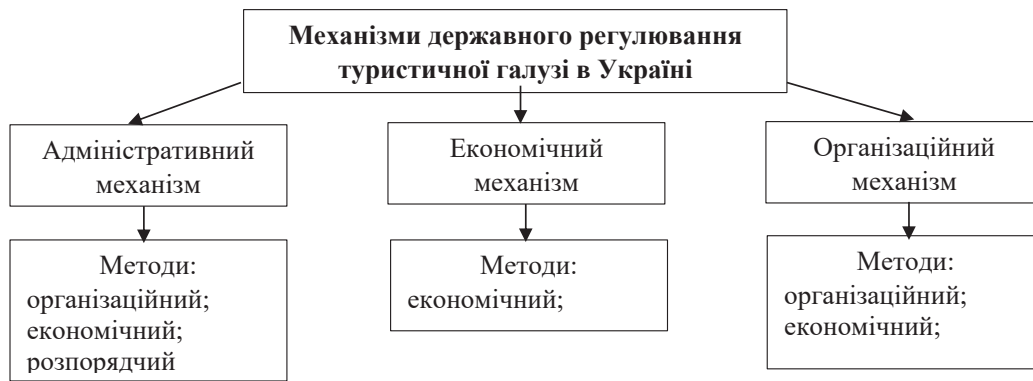 Механізми державного регулювання
туристичної галузі в Україні
Адміністративний
механізм
Економічний
механізм
Організаційний
механізм
Методи:
організаційний;
економічний;
розпорядчий
Методи:
економічний;
Методи:
організаційний;
економічний;